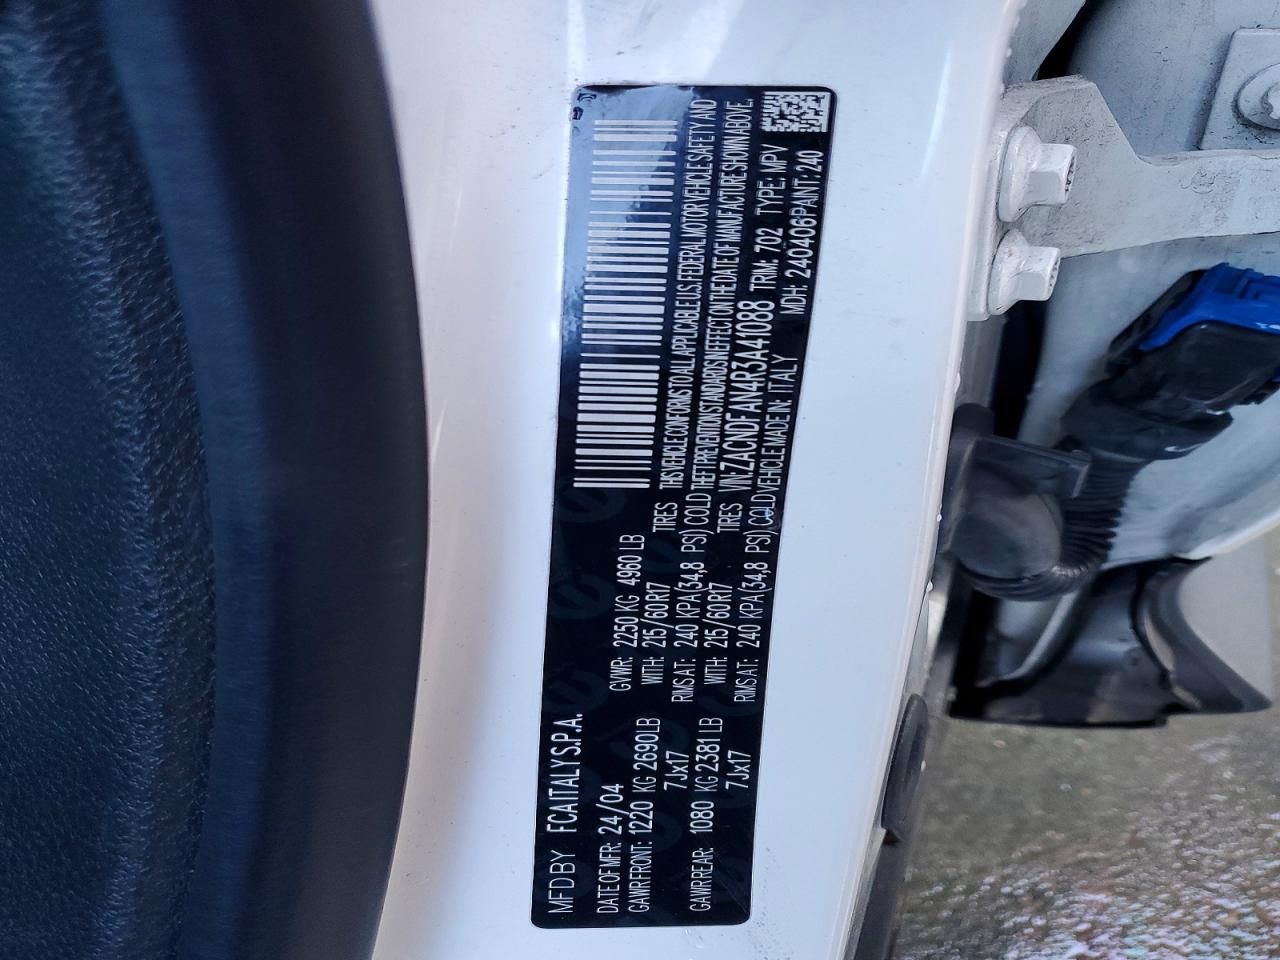 MFD BY FCA ITALY S.P.A.
DATE OF MFR: 24/04 GVWR: 2250 KG 4960 LB
GAWR FRONT: 1220 KG 2690 LB WITH: 215/60R17 TIRES
7Jx17 RIMS AT: 240 KPA(34,8 PSI) COLD
GAWR REAR: 1080 KG 2381 LB WITH: 215/60R17 TIRES
7Jx17 RIMS AT: 240 KPA(34,8 PSI) COLD
THIS VEHICLE CONFORMS TO ALL APPLICABLE U.S. FEDERAL MOTOR VEHICLE SAFETY AND
THEFT PREVENTION STANDARDS IN EFFECT ON THE DATE OF MANUFACTURE SHOWN ABOVE.
VIN: ZACNDFAN4R3A41088 TRIM: 702 TYPE: MPV
VEHICLE MADE IN: ITALY MDH: 240406 PAINT: 240